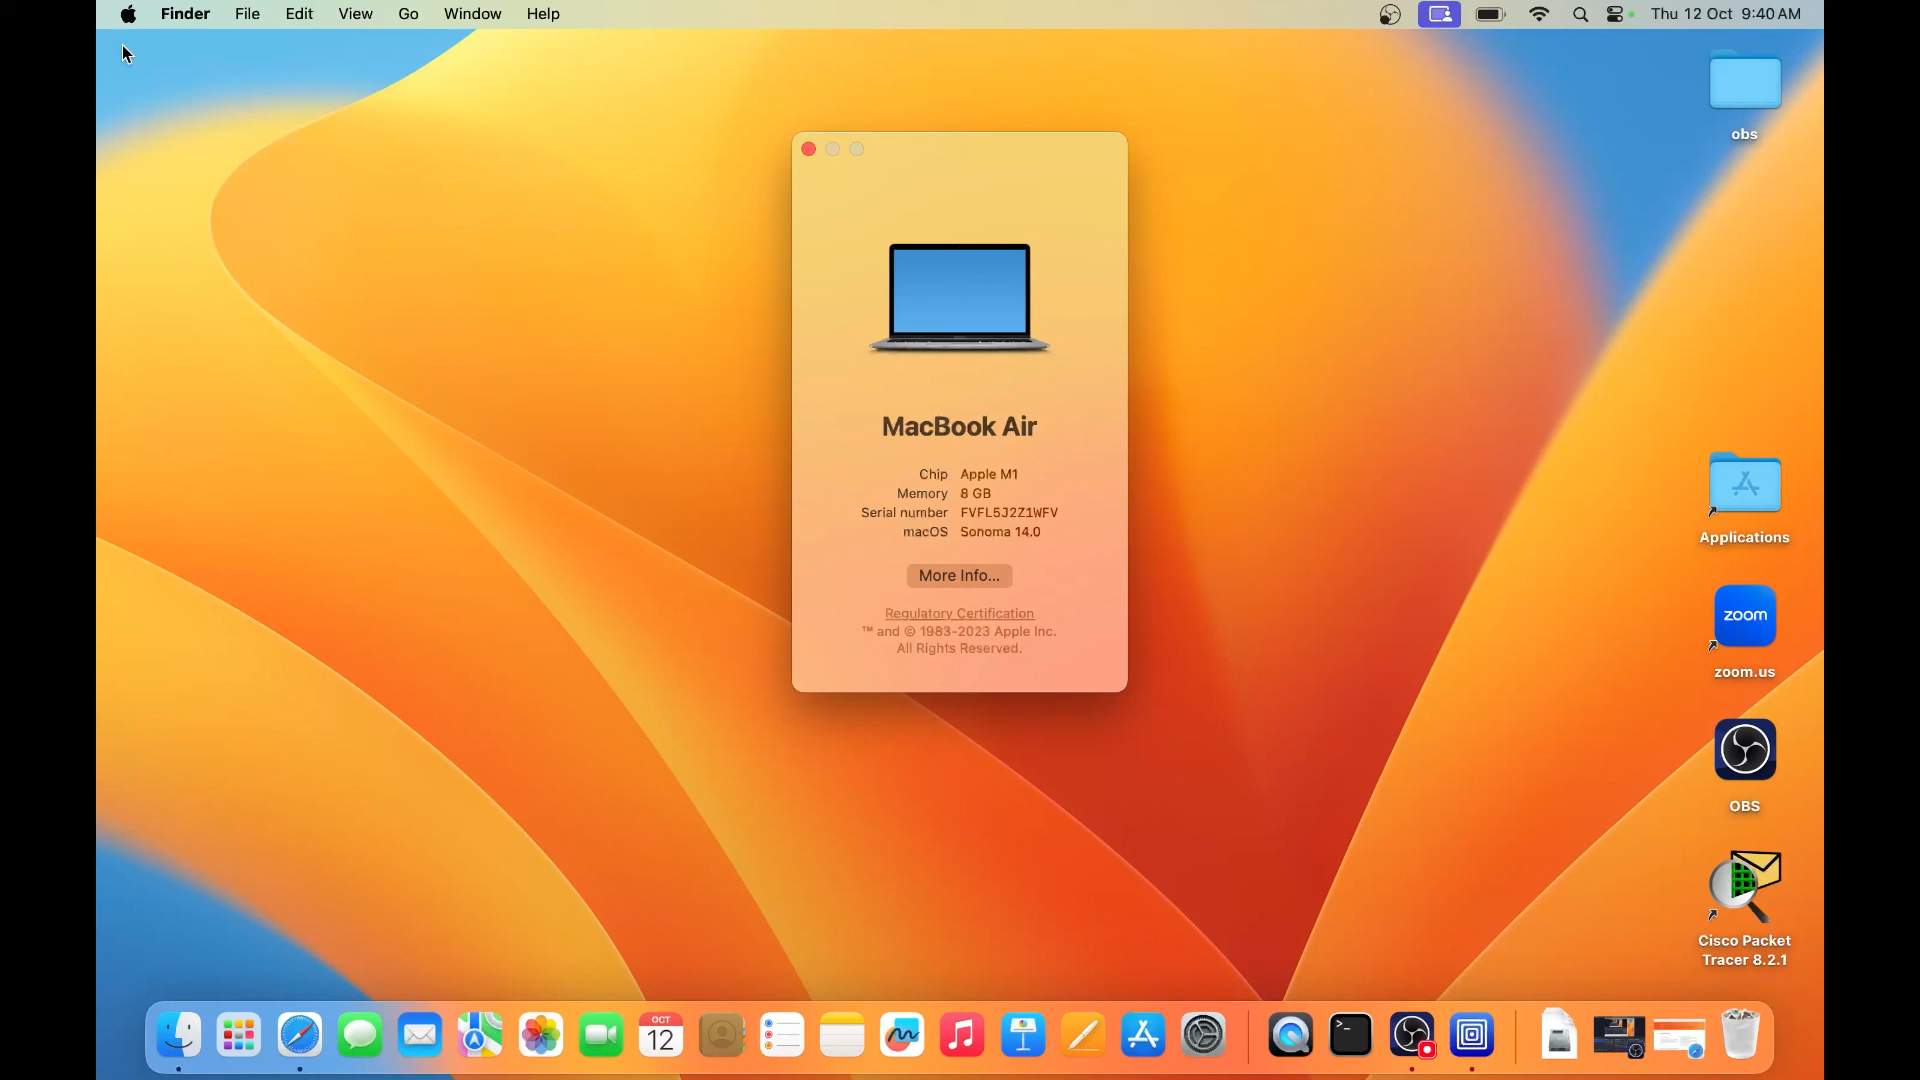 Finder File Edit View Go Window Help
Thu 12 Oct 9:40 AM
obs
MacBook Air
Chip Apple M1
Memory 8 GB
Serial number FVFL5J2Z1WFV
macOS Sonoma 14.0
More Info...
Regulatory Certification
™ and © 1983-2023 Apple Inc.
All Rights Reserved.
Applications
zoom
zoom.us
OBS
Cisco Packet
Tracer 8.2.1
OCT
12
>_